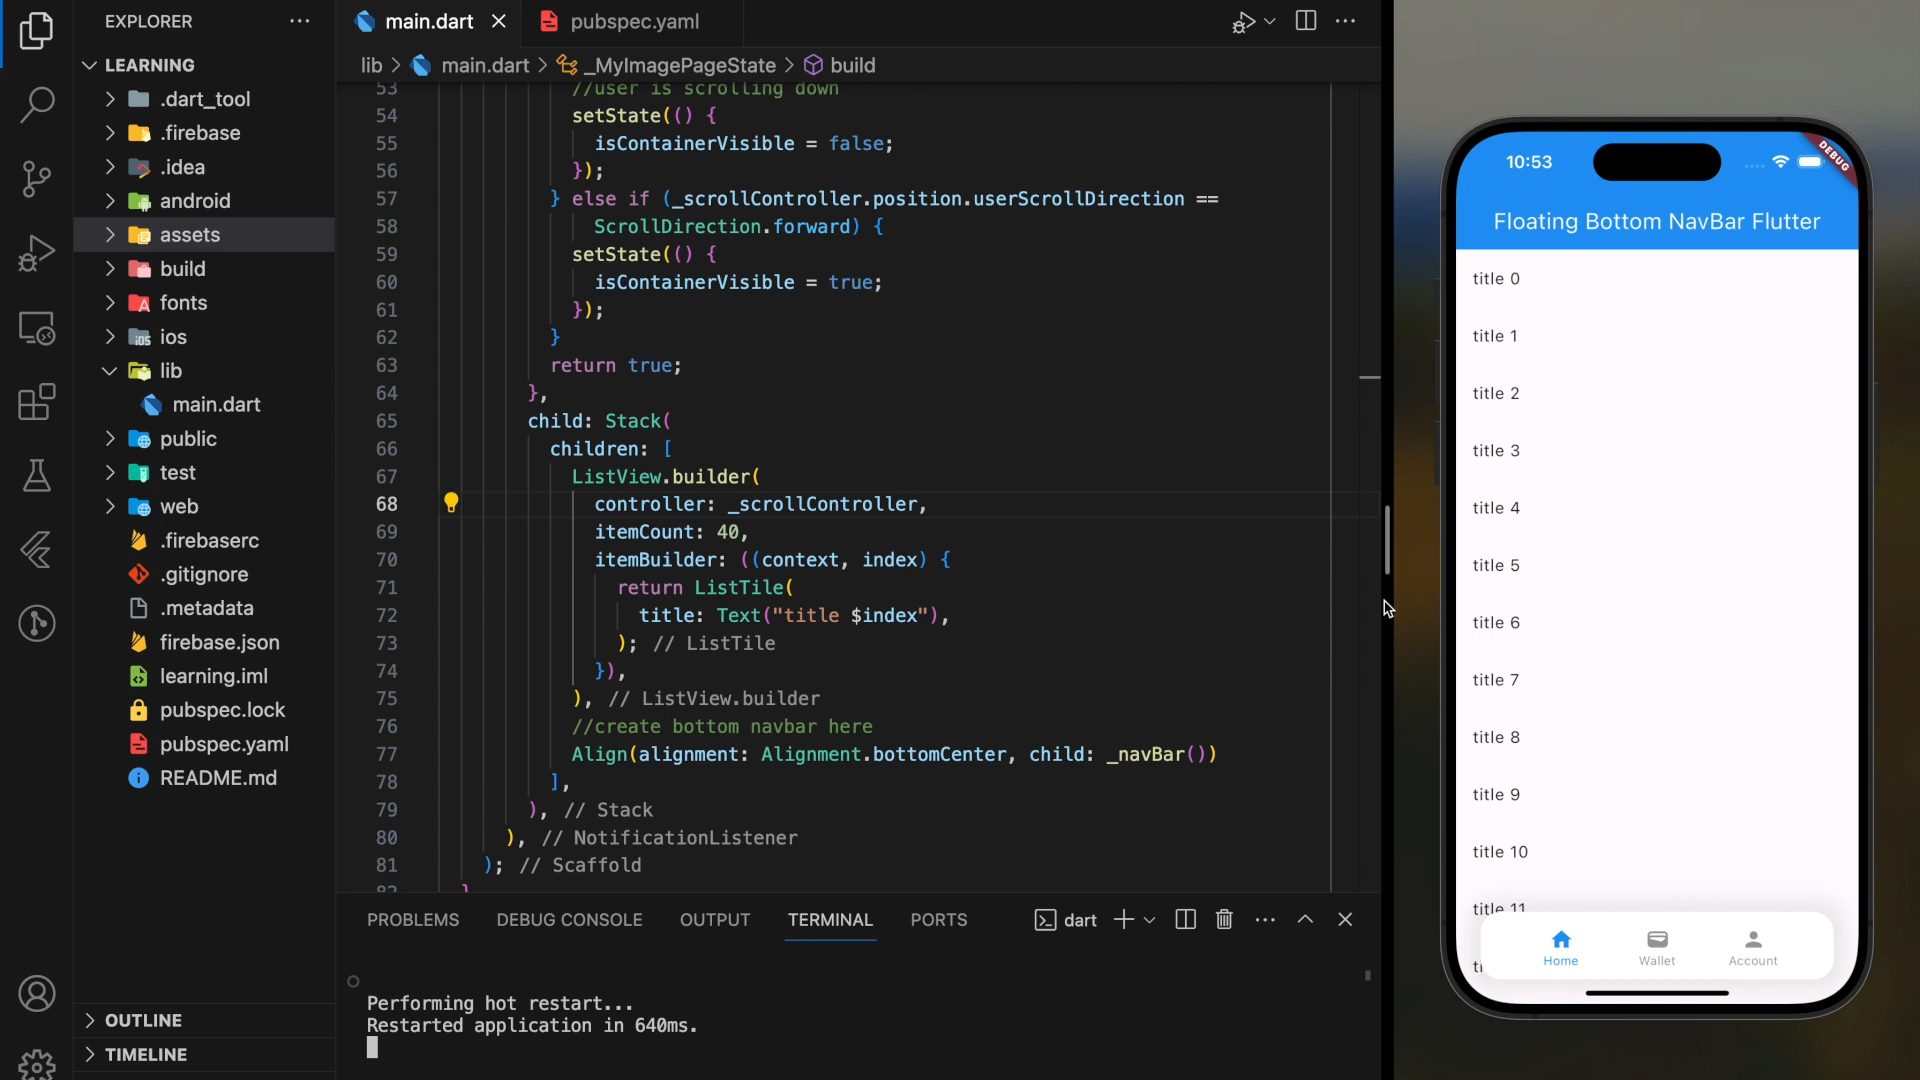 EXPLORER
LEARNING
.dart_tool
.firebase
.idea
android
assets
build
fonts
ios
lib
main.dart
public
test
web
.firebaserc
.gitignore
.metadata
firebase.json
learning.iml
pubspec.lock
pubspec.yaml
README.md
OUTLINE
TIMELINE
main.dart
pubspec.yaml
lib > main.dart > _MyImagePageState > build
53 //user is scrolling down
54 setState(() {
55 isContainerVisible = false;
56 });
57 } else if (_scrollController.position.userScrollDirection ==
58 ScrollDirection.forward) {
59 setState(() {
60 isContainerVisible = true;
61 });
62 }
63 return true;
64 },
65 child: Stack(
66 children: [
67 ListView.builder(
68 controller: _scrollController,
69 itemCount: 40,
70 itemBuilder: ((context, index) {
71 return ListTile(
72 title: Text("title $index"),
73 ); // ListTile
74 }),
75 ), // ListView.builder
76 //create bottom navbar here
77 Align(alignment: Alignment.bottomCenter, child: _navBar())
78 ],
79 ), // Stack
80 ), // NotificationListener
81 ); // Scaffold
82 }
PROBLEMS DEBUG CONSOLE OUTPUT TERMINAL PORTS
dart
Performing hot restart...
Restarted application in 640ms.
10:53
DEBUG
Floating Bottom NavBar Flutter
title 0
title 1
title 2
title 3
title 4
title 5
title 6
title 7
title 8
title 9
title 10
title 11
Home Wallet Account